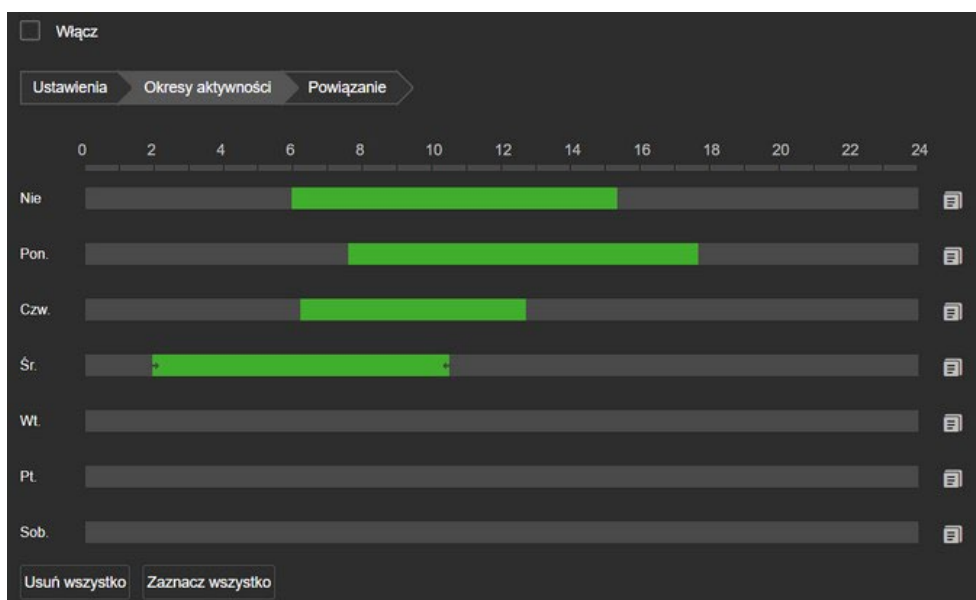 Włącz
Ustawienia Okresy aktywności Powiązanie
0 2 4 6 8 10 12 14 16 18 20 22 24
Nie
Pon.
Czw.
Śr.
Wt.
Pt.
Sob.
Usuń wszystko Zaznacz wszystko